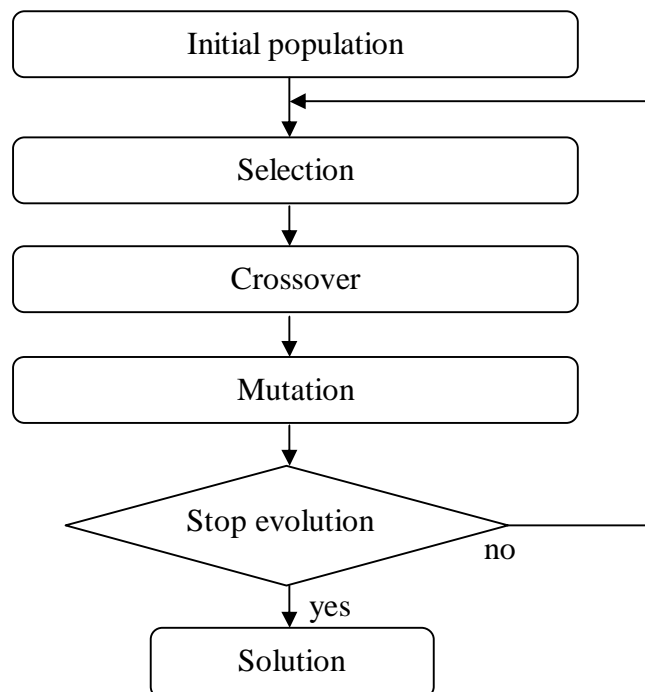 Initial population
Selection
Crossover
Mutation
Stop evolution
no
yes
Solution